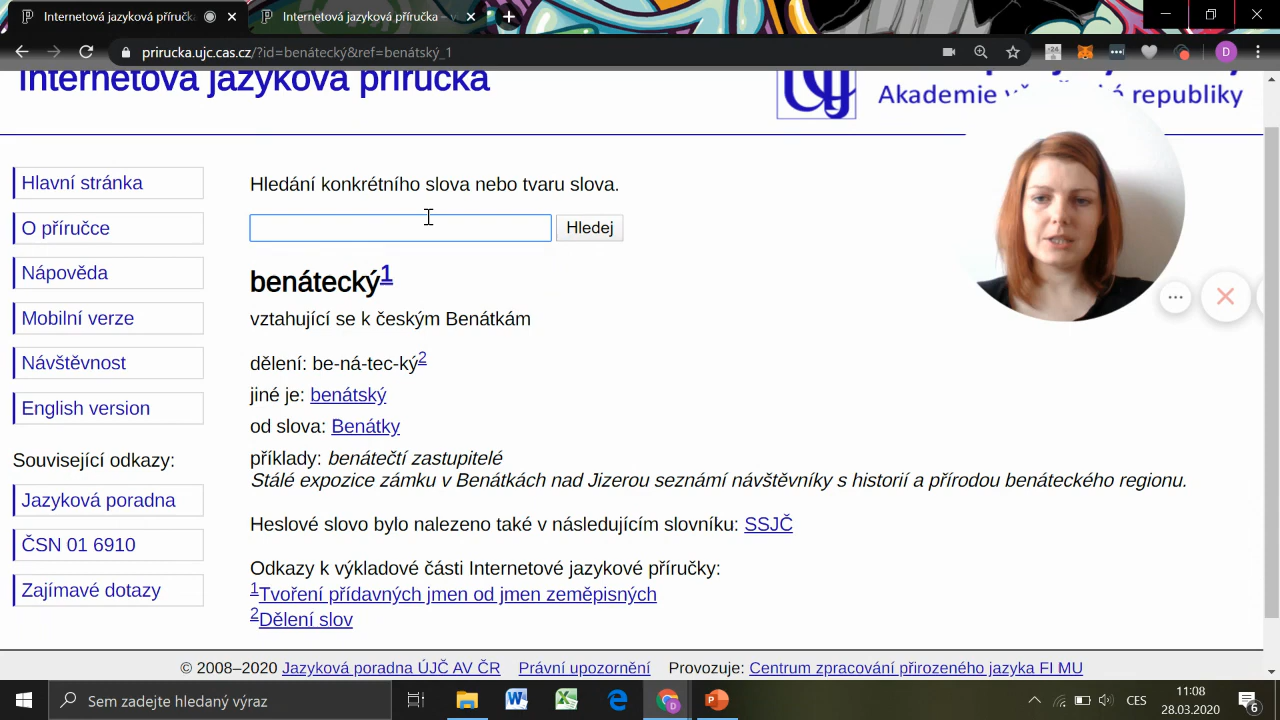 Internetová jazyková příručk
Internetová jazyková příručka – v
prirucka.ujc.cas.cz/?id=benátecký&ref=benátský_1
+24
D
Internetová jazyková příručka
Akademie v republiky
Hlavní stránka
O příručce
Nápověda
Mobilní verze
Návštěvnost
English version
Související odkazy:
Jazyková poradna
ČSN 01 6910
Zajímavé dotazy
Hledání konkrétního slova nebo tvaru slova.
Hledej
benátecký1
vztahující se k českým Benátkám
dělení: be-ná-tec-ký2
jiné je: benátský
od slova: Benátky
příklady: benátečtí zastupitelé
Stálé expozice zámku v Benátkách nad Jizerou seznámí návštěvníky s historií a přírodou benáteckého regionu.
Heslové slovo bylo nalezeno také v následujícím slovníku: SSJČ
Odkazy k výkladové části Internetové jazykové příručky:
1Tvoření přídavných jmen od jmen zeměpisných
2Dělení slov
© 2008–2020 Jazyková poradna ÚJČ AV ČR Právní upozornění Provozuje: Centrum zpracování přirozeného jazyka FI MU
Sem zadejte hledaný výraz
CES
11:08
28.03.2020
6